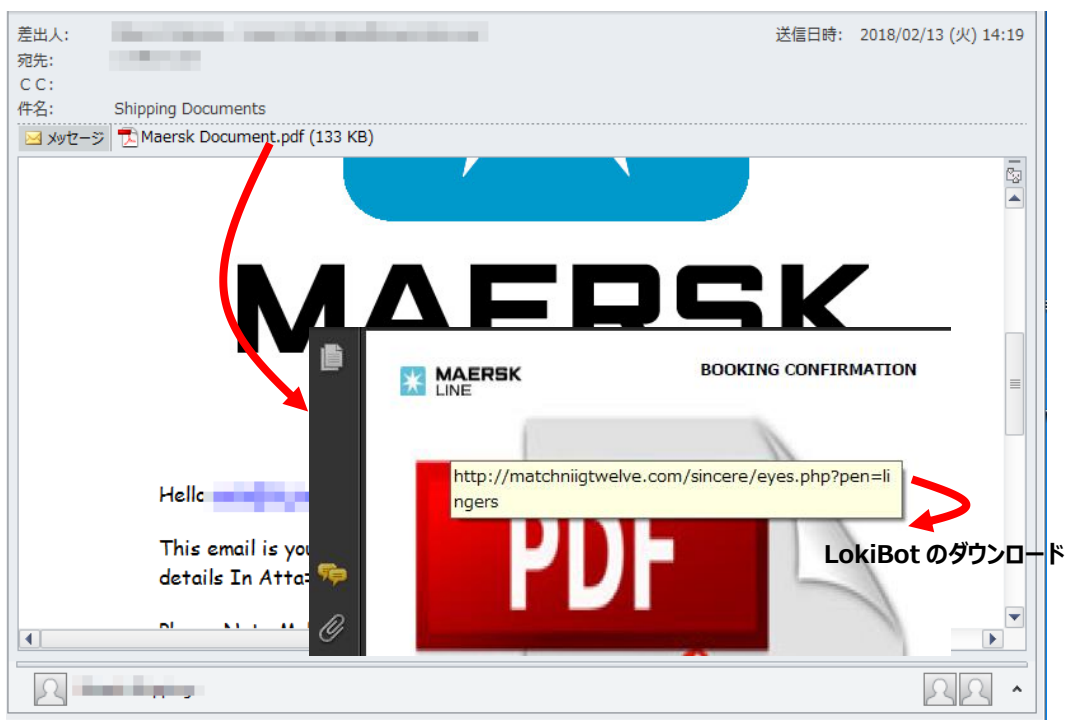 差出人:
送信日時: 2018/02/13 (火) 14:19
宛先:
ＣＣ:
件名: Shipping Documents
メッセージ Maersk Document.pdf (133 KB)
MAERSK
MAERSK
LINE
BOOKING CONFIRMATION
http://matchniigtwelve.com/sincere/eyes.php?pen=li
ngers
PDF
LokiBot のダウンロード
Hello
This email is you
details In Atta